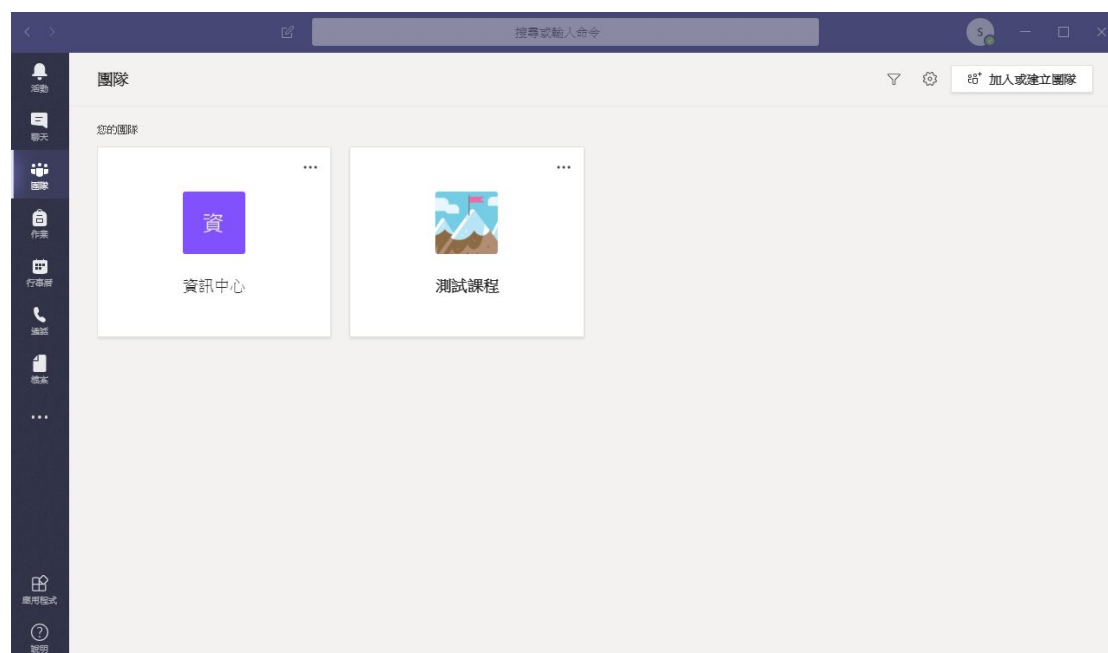 搜尋或輸入命令
S
活動
團隊
加入或建立團隊
聊天
您的團隊
團隊
資
作業
資訊中心
測試課程
行事曆
通話
檔案
應用程式
說明